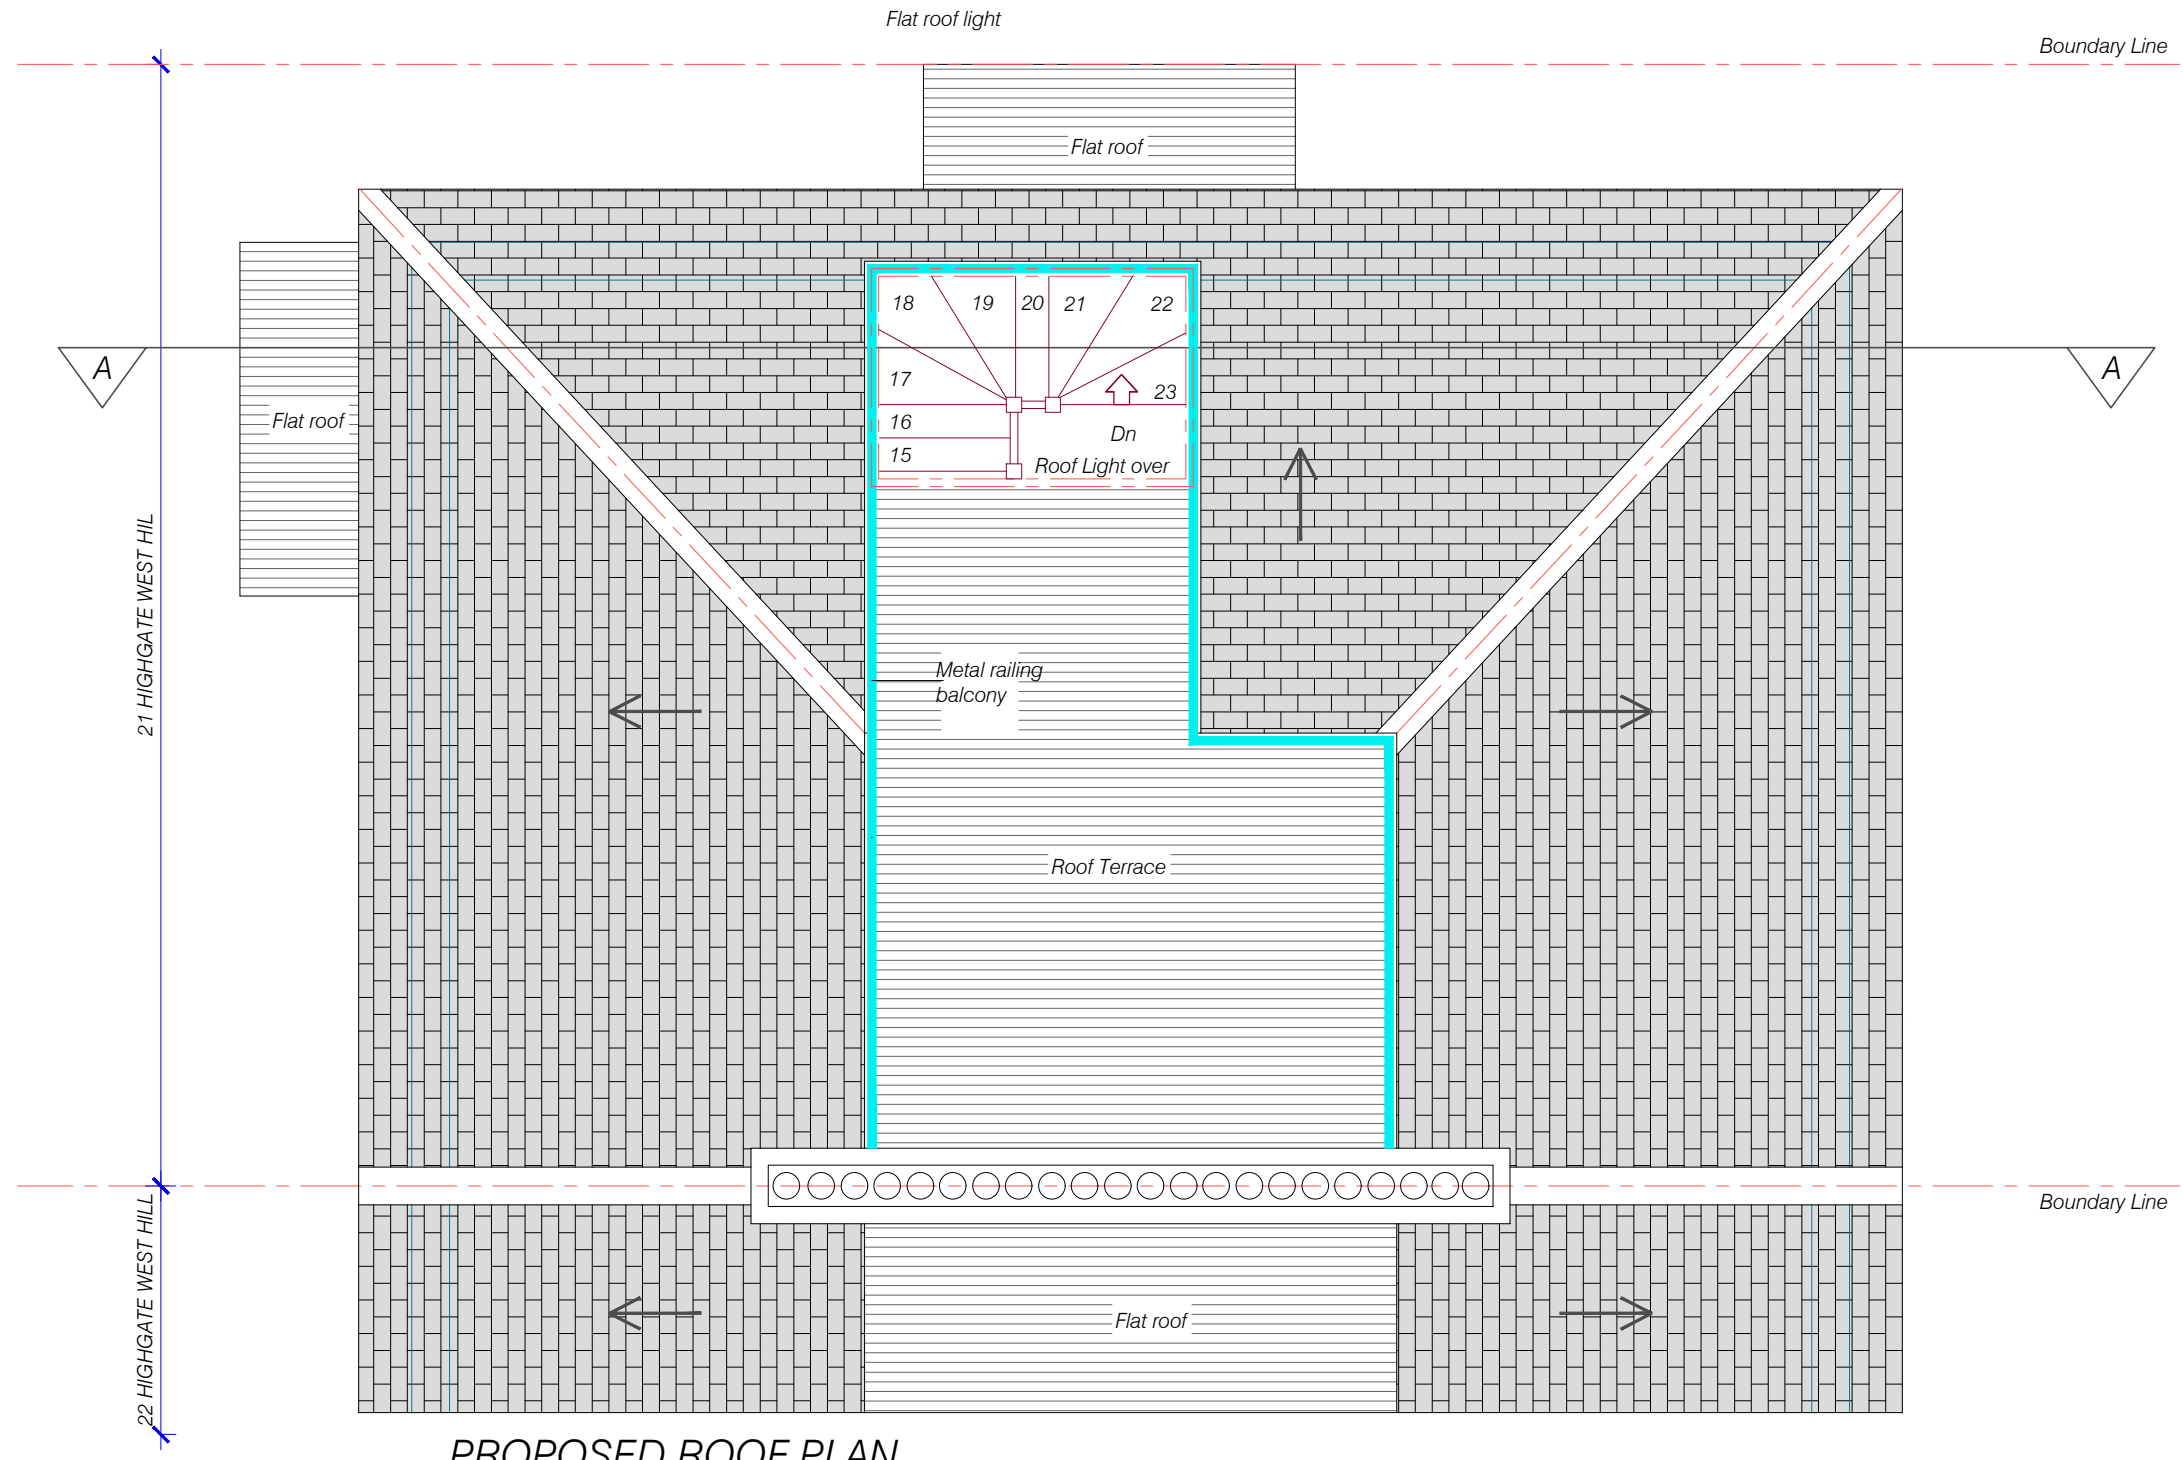 Flat roof light
Boundary Line
Flat roof
18
19
20
21
22
A
A
17
23
Flat roof
16
Dn
15
Roof Light over
21 HIGHGATE WEST HIL
Metal railing
balcony
Roof Terrace
Boundary Line
22 HIGHGATE WEST HILL
Flat roof
PROPOSED ROOF PLAN